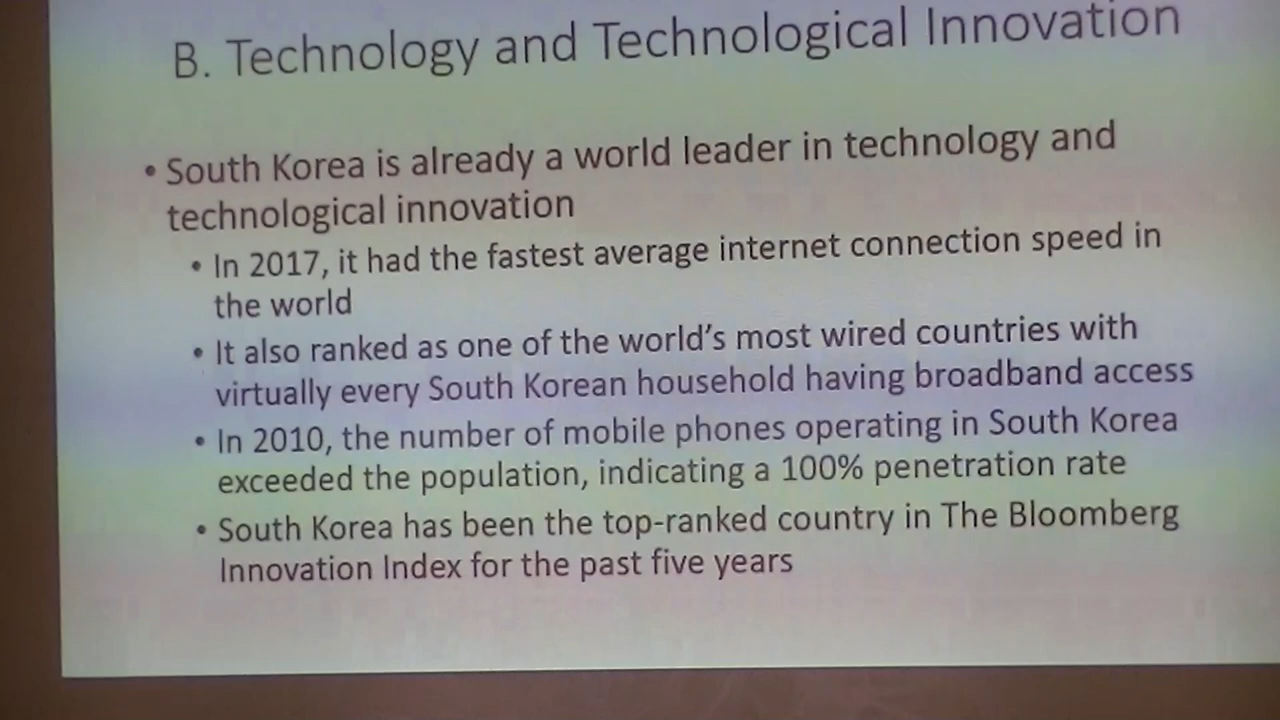 B. Technology and Technological Innovation
• South Korea is already a world leader in technology and
technological innovation
• In 2017, it had the fastest average internet connection speed in
the world
• It also ranked as one of the world's most wired countries with
virtually every South Korean household having broadband access
• In 2010, the number of mobile phones operating in South Korea
exceeded the population, indicating a 100% penetration rate
• South Korea has been the top-ranked country in The Bloomberg
Innovation Index for the past five years